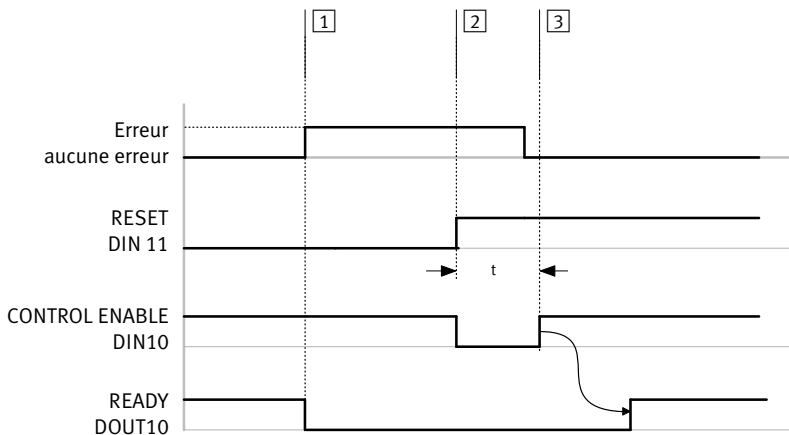 1 2 3
Erreur
aucune erreur
RESET
DIN 11
t
CONTROL ENABLE
DIN10
READY
DOUT10